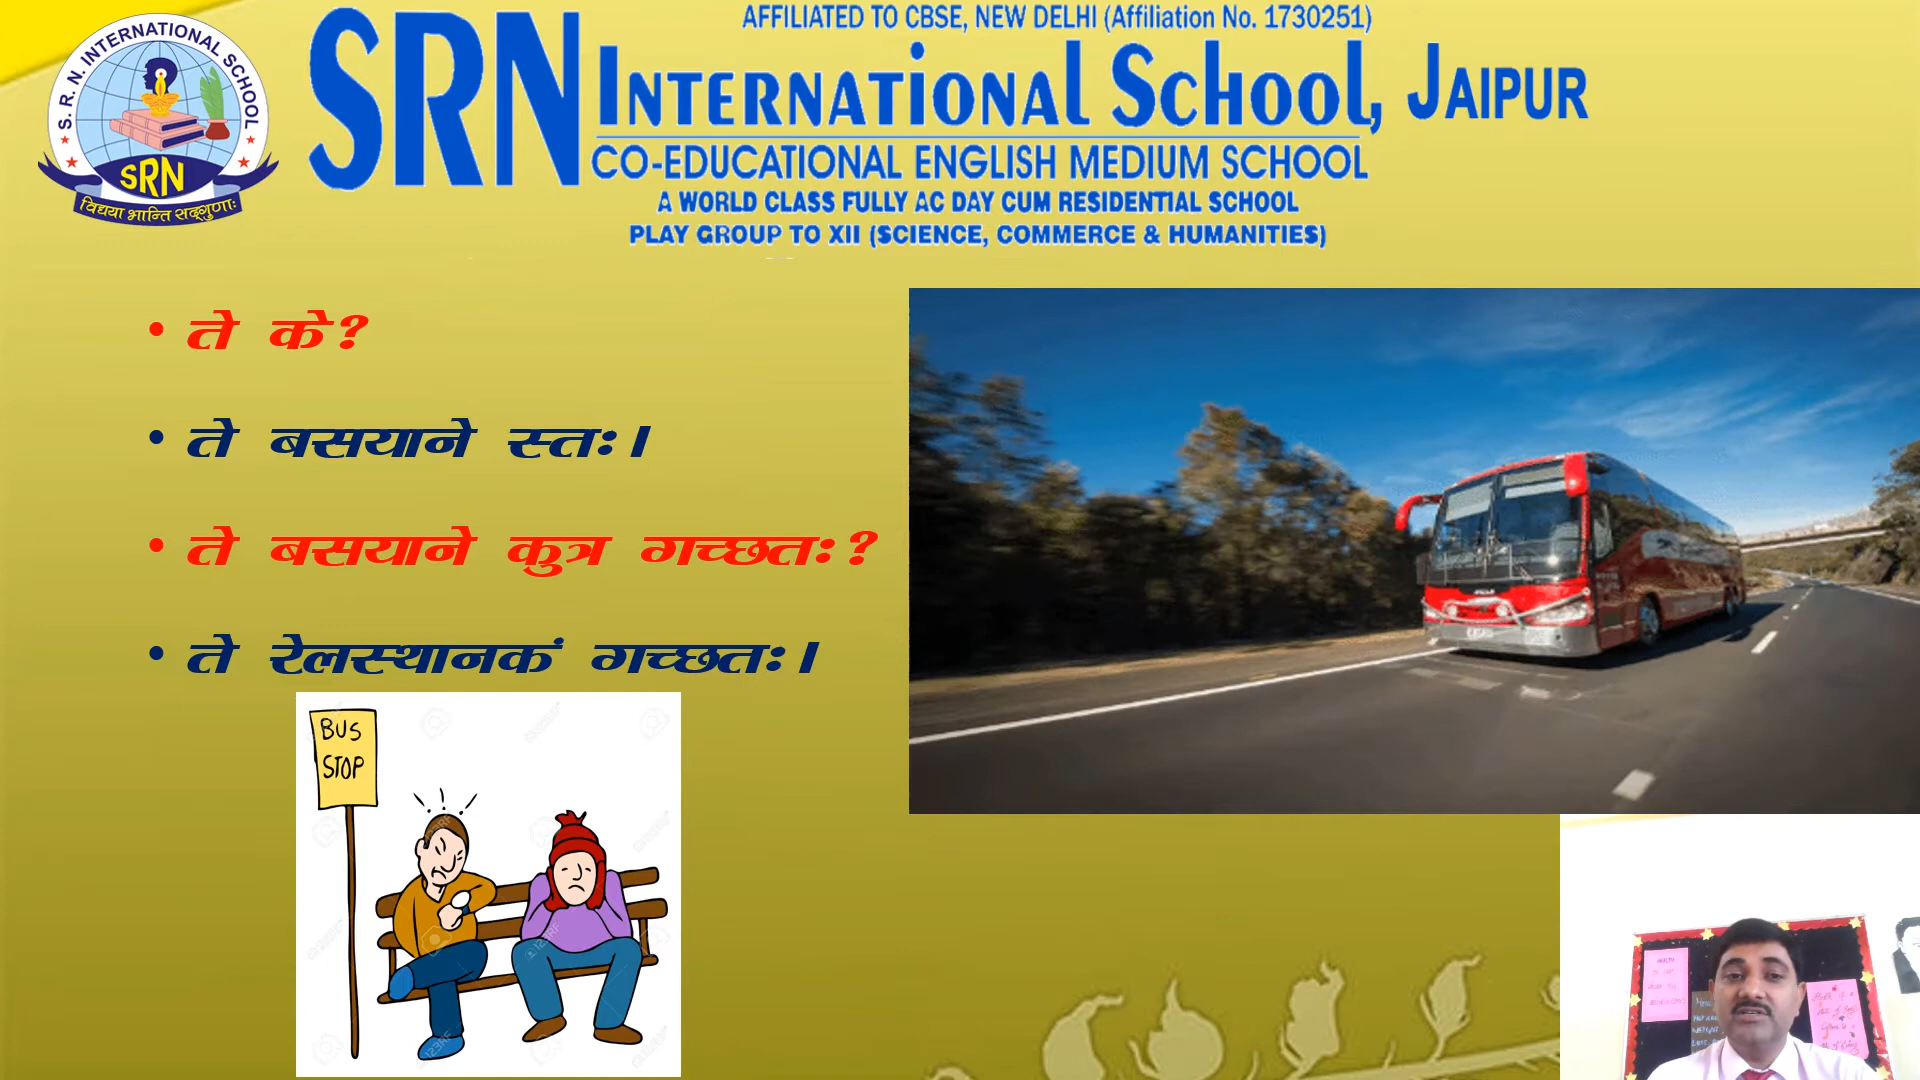 AFFILIATED TO CBSE, NEW DELHI (Affiliation No. 1730251)
SRN INTERNATIONAL SCHOOL, JAIPUR
CO-EDUCATIONAL ENGLISH MEDIUM SCHOOL
A WORLD CLASS FULLY AC DAY CUM RESIDENTIAL SCHOOL
PLAY GROUP TO XII (SCIENCE, COMMERCE & HUMANITIES)
S. R. N. INTERNATIONAL SCHOOL
SRN
विद्यया भान्ति सद्गुणाः
• ते के?
• ते बसयाने स्तः।
• ते बसयाने कुत्र गच्छतः?
• ते रेलस्थानकं गच्छतः।
BUS
STOP
123RF